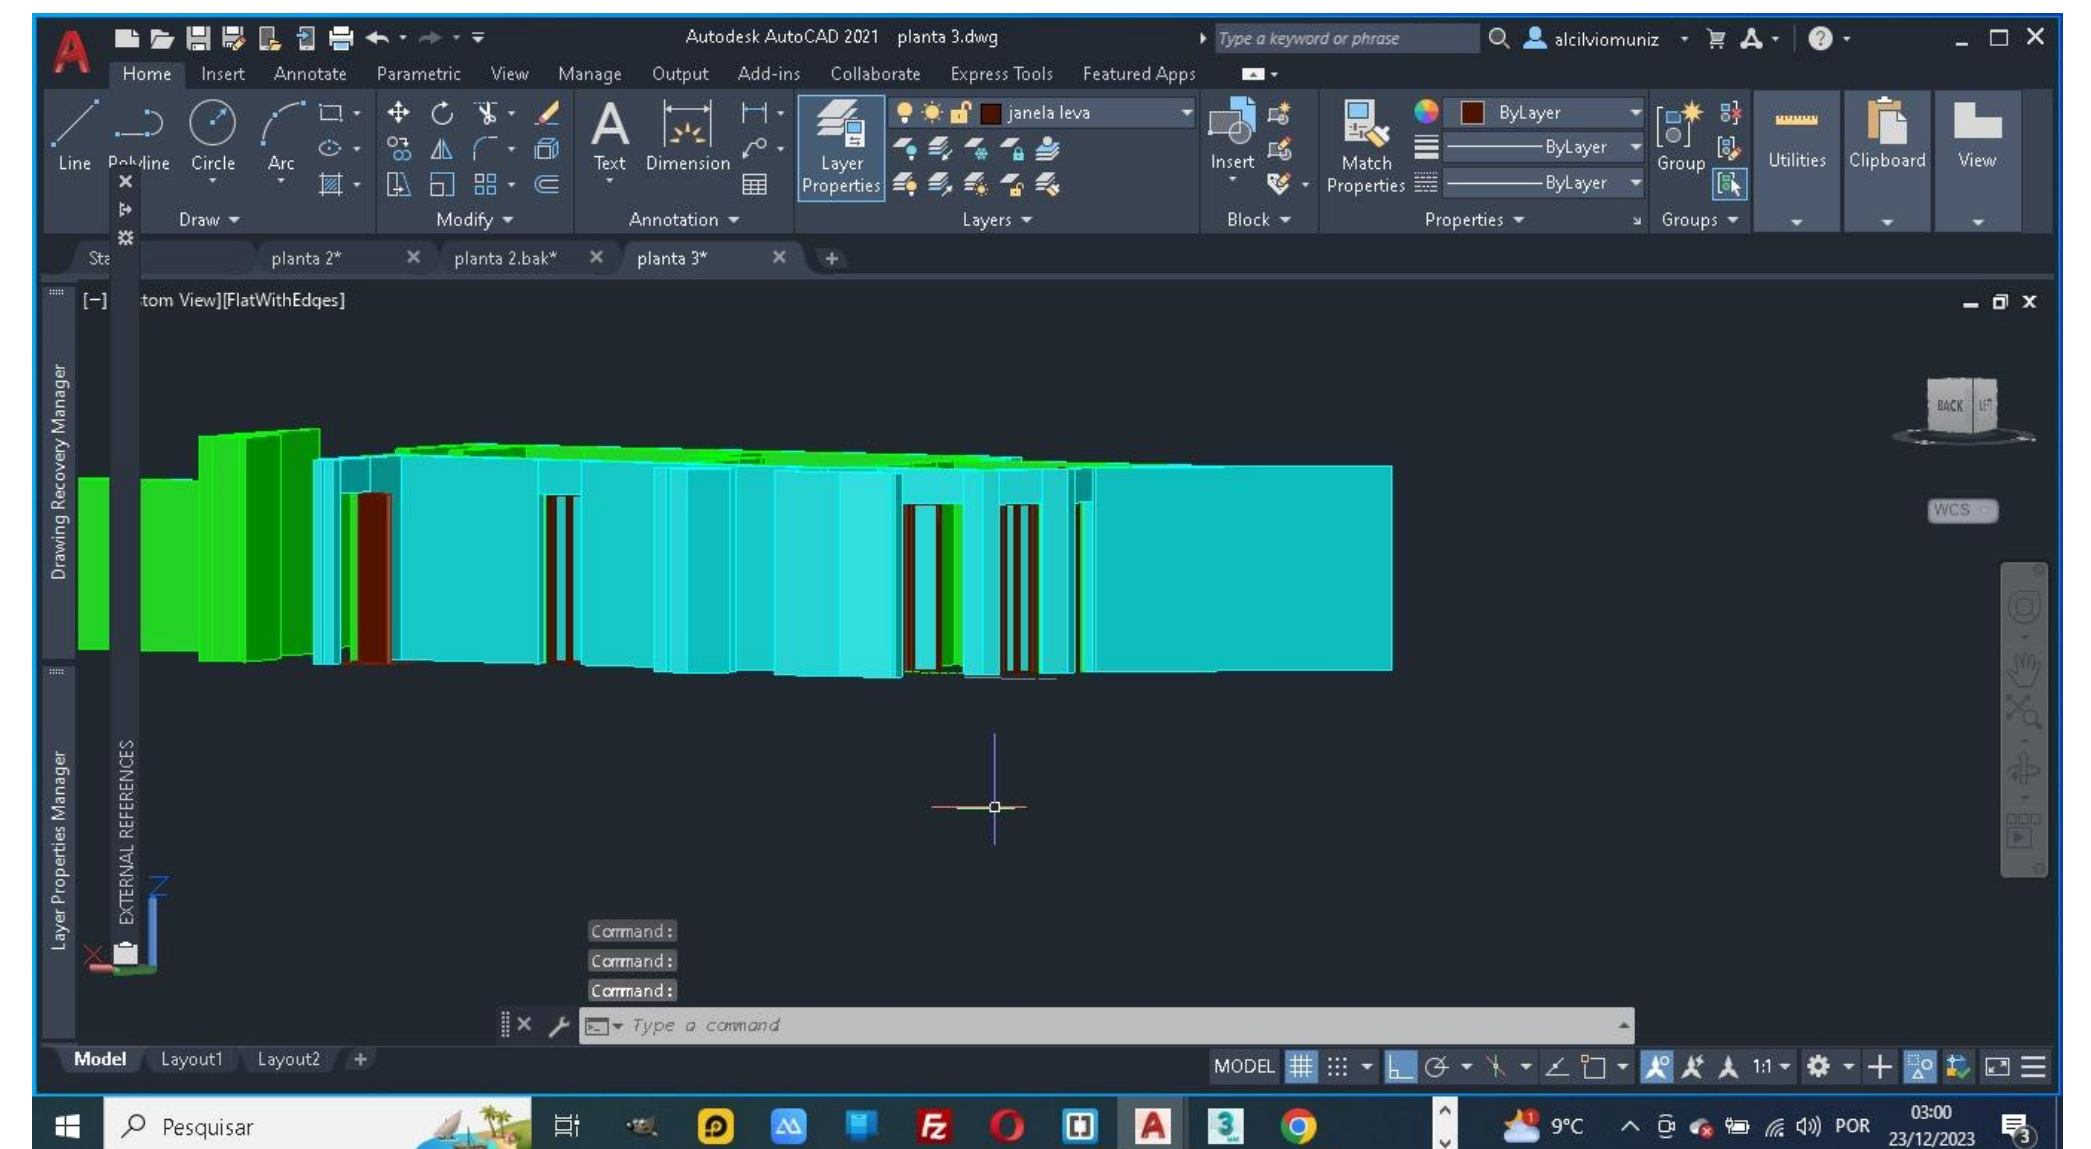 Autodesk AutoCAD 2021 planta 3.dwg Type a keyword or phrase alcilviomuniz
Home Insert Annotate Parametric View Manage Output Add-ins Collaborate Express Tools Featured Apps
janela leva ByLayer
Line Polyline Circle Arc Text Dimension Layer Properties Insert Match Properties ByLayer Group Utilities Clipboard View
ByLayer
Draw Modify Annotation Layers Block Properties Groups
planta 2* planta 2.bak* planta 3*
[−] tom View][FlatWithEdges]
Drawing Recovery Manager
BACK
WCS
Layer Properties Manager
EXTERNAL REFERENCES
Z
X
Command:
Command:
Command:
Type a command
Model Layout1 Layout2 +
MODEL 1:1
Pesquisar
9°C POR 03:00
23/12/2023
3